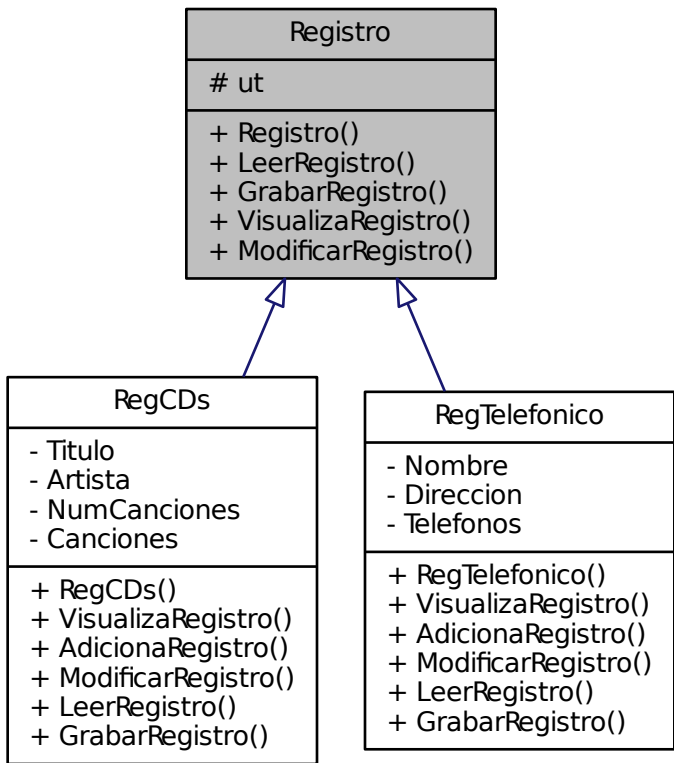 Registro
# ut
+ Registro()
+ LeerRegistro()
+ GrabarRegistro()
+ VisualizaRegistro()
+ ModificarRegistro()
RegCDs
- Titulo
- Artista
- NumCanciones
- Canciones
+ RegCDs()
+ VisualizaRegistro()
+ AdicionaRegistro()
+ ModificarRegistro()
+ LeerRegistro()
+ GrabarRegistro()
RegTelefonico
- Nombre
- Direccion
- Telefonos
+ RegTelefonico()
+ VisualizaRegistro()
+ AdicionaRegistro()
+ ModificarRegistro()
+ LeerRegistro()
+ GrabarRegistro()